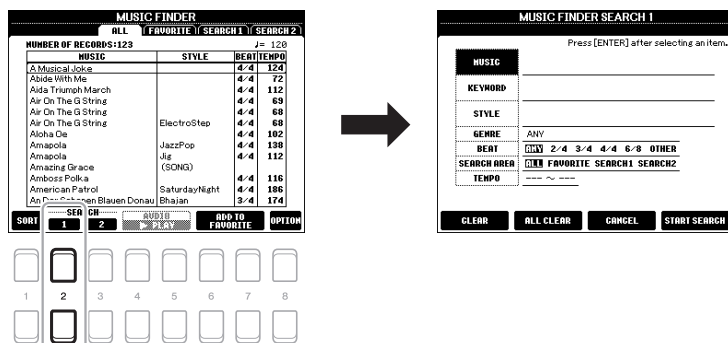 MUSIC FINDER
ALL FAVORITE SEARCH 1 SEARCH 2
NUMBER OF RECORDS:123 ♩= 120
MUSIC STYLE BEAT TEMPO
A Musical Joke 4/4 124
Abide With Me 4/4 72
Aida Triumph March 4/4 112
Air On The G String 4/4 69
Air On The G String 4/4 68
Air On The G String ElectroStep 4/4 68
Aloha Oe 4/4 102
Amapola JazzPop 4/4 138
Amapola Jig 4/4 112
Amazing Grace (SONG)
Amboss Polka 4/4 116
American Patrol SaturdayNight 4/4 186
An Der Schonen Blauen Donau Bhajan 3/4 174
SORT SEARCH 1 2 AUDIO ▶ PLAY ADD TO FAVORITE OPTION
1 2 3 4 5 6 7 8
MUSIC FINDER SEARCH 1
Press [ENTER] after selecting an item.
MUSIC
KEYWORD
STYLE
GENRE ANY
BEAT ANY 2/4 3/4 4/4 6/8 OTHER
SEARCH AREA ALL FAVORITE SEARCH1 SEARCH2
TEMPO --- ~ ---
CLEAR ALL CLEAR CANCEL START SEARCH